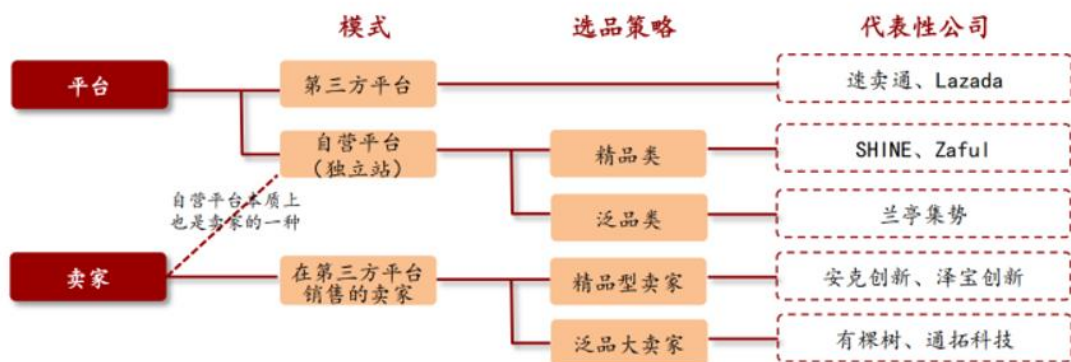 模式
选品策略
代表性公司
平台
第三方平台
速卖通、Lazada
自营平台
（独立站）
精品类
SHINE、Zaful
自营平台本质上
也是卖家的一种
泛品类
兰亭集势
卖家
在第三方平台
销售的卖家
精品型卖家
安克创新、泽宝创新
泛品大卖家
有棵树、通拓科技